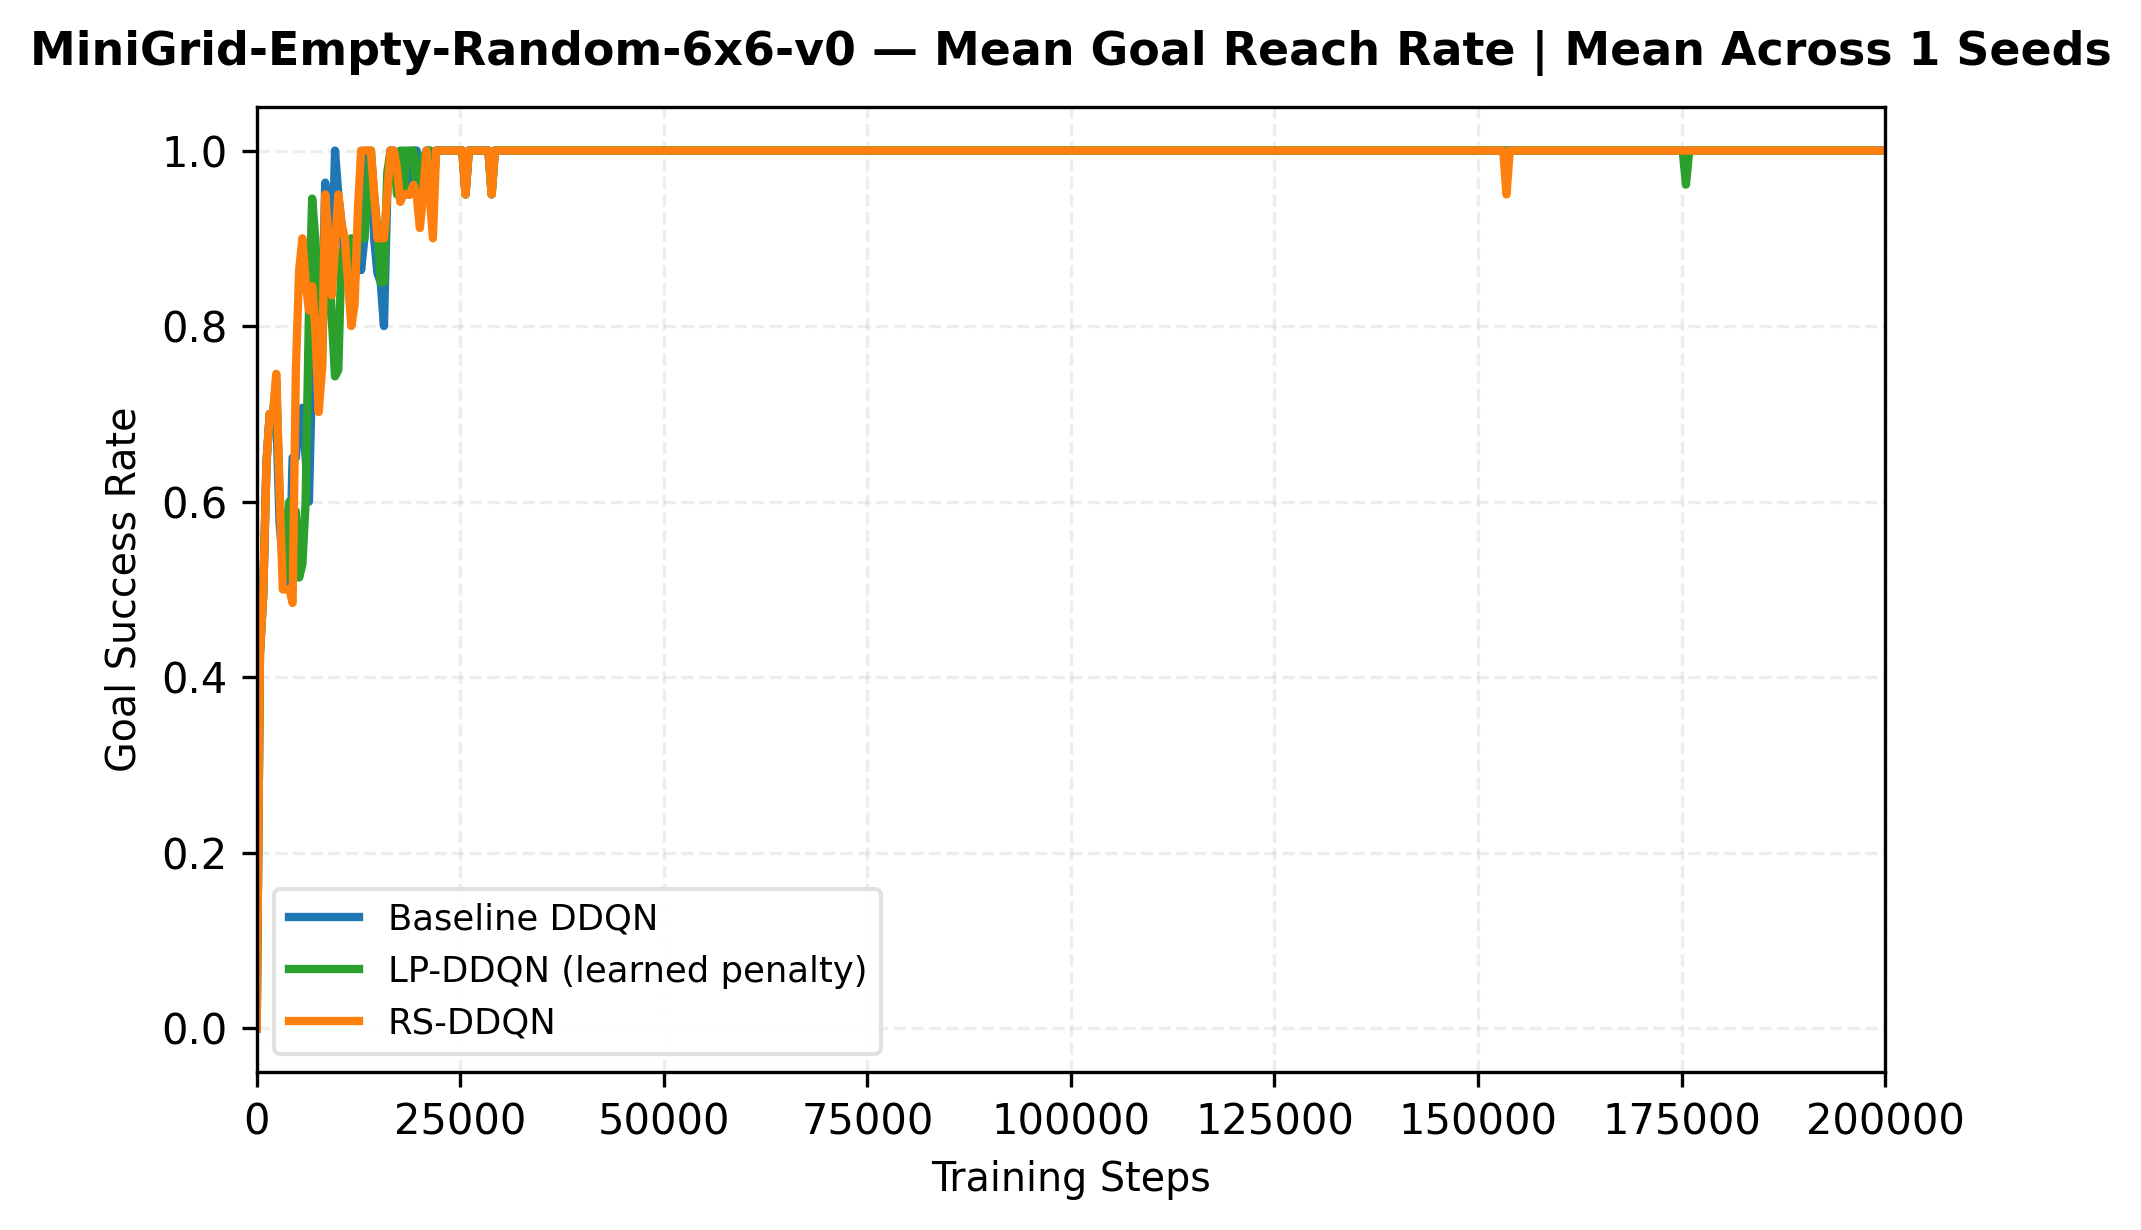 MiniGrid-Empty-Random-6x6-v0 — Mean Goal Reach Rate | Mean Across 1 Seeds
1.0
0.8
0.6
0.4
0.2
0.0
Goal Success Rate
Baseline DDQN
LP-DDQN (learned penalty)
RS-DDQN
0 25000 50000 75000 100000 125000 150000 175000 200000
Training Steps